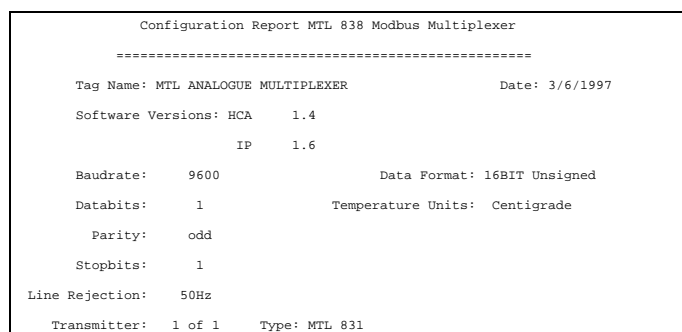 Configuration Report MTL 838 Modbus Multiplexer
====================================================
Tag Name: MTL ANALOGUE MULTIPLEXER Date: 3/6/1997
Software Versions: HCA 1.4
IP 1.6
Baudrate: 9600 Data Format: 16BIT Unsigned
Databits: 1 Temperature Units: Centigrade
Parity: odd
Stopbits: 1
Line Rejection: 50Hz
Transmitter: 1 of 1 Type: MTL 831